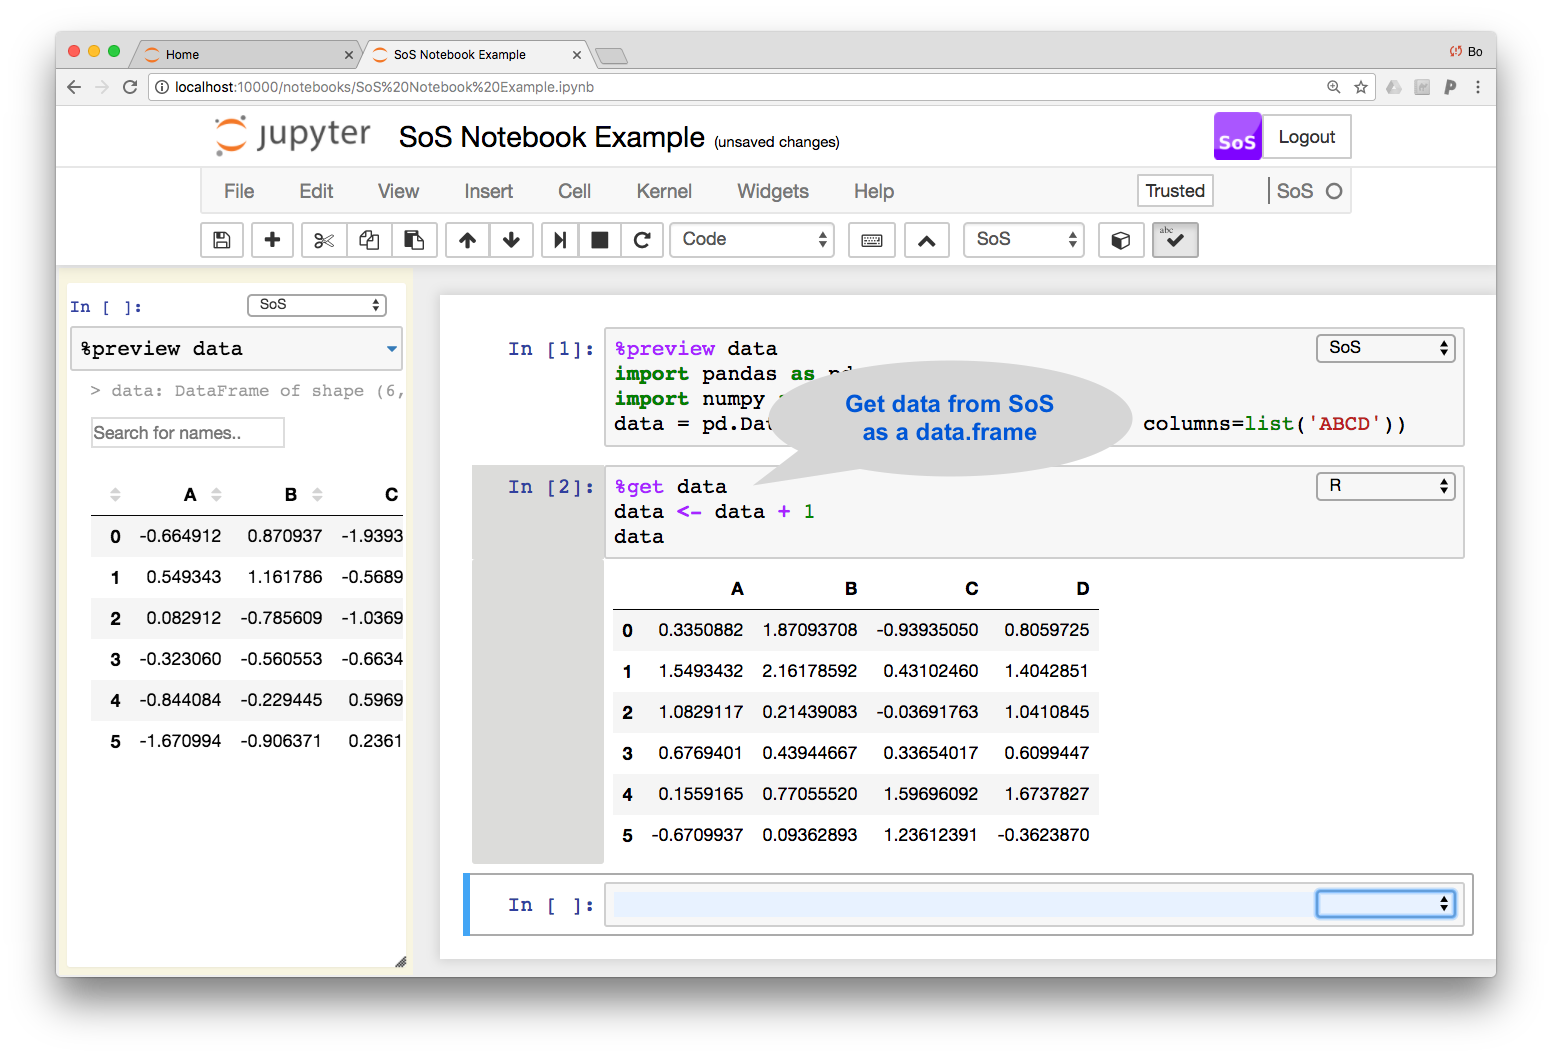 Home
SoS Notebook Example
Bo
localhost:10000/notebooks/SoS%20Notebook%20Example.ipynb
jupyter SoS Notebook Example (unsaved changes)
SoS Logout
File Edit View Insert Cell Kernel Widgets Help Trusted SoS
Code SoS abc
In [ ]: SoS
%preview data
> data: DataFrame of shape (6,
Search for names..
A B C
0 -0.664912 0.870937 -1.9393
1 0.549343 1.161786 -0.5689
2 0.082912 -0.785609 -1.0369
3 -0.323060 -0.560553 -0.6634
4 -0.844084 -0.229445 0.5969
5 -1.670994 -0.906371 0.2361
In [1]: %preview data SoS
import pandas as
import numpy
data = pd.Dat columns=list('ABCD'))
Get data from SoS
as a data.frame
In [2]: %get data R
data <- data + 1
data
A B C D
0 0.3350882 1.87093708 -0.93935050 0.8059725
1 1.5493432 2.16178592 0.43102460 1.4042851
2 1.0829117 0.21439083 -0.03691763 1.0410845
3 0.6769401 0.43944667 0.33654017 0.6099447
4 0.1559165 0.77055520 1.59696092 1.6737827
5 -0.6709937 0.09362893 1.23612391 -0.3623870
In [ ]: